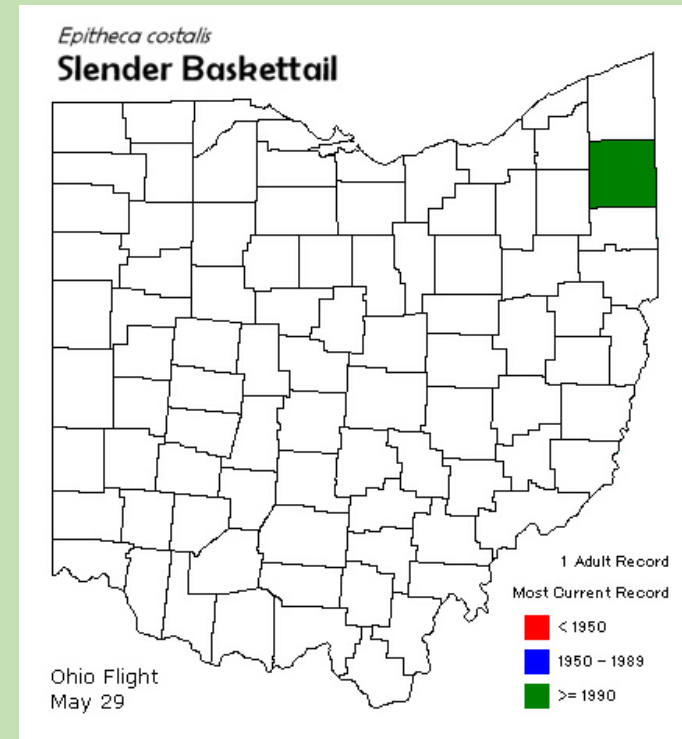 Epitheca costalis
Slender Baskettail
1 Adult Record
Most Current Record
< 1950
1950 - 1989
>= 1990
Ohio Flight
May 29